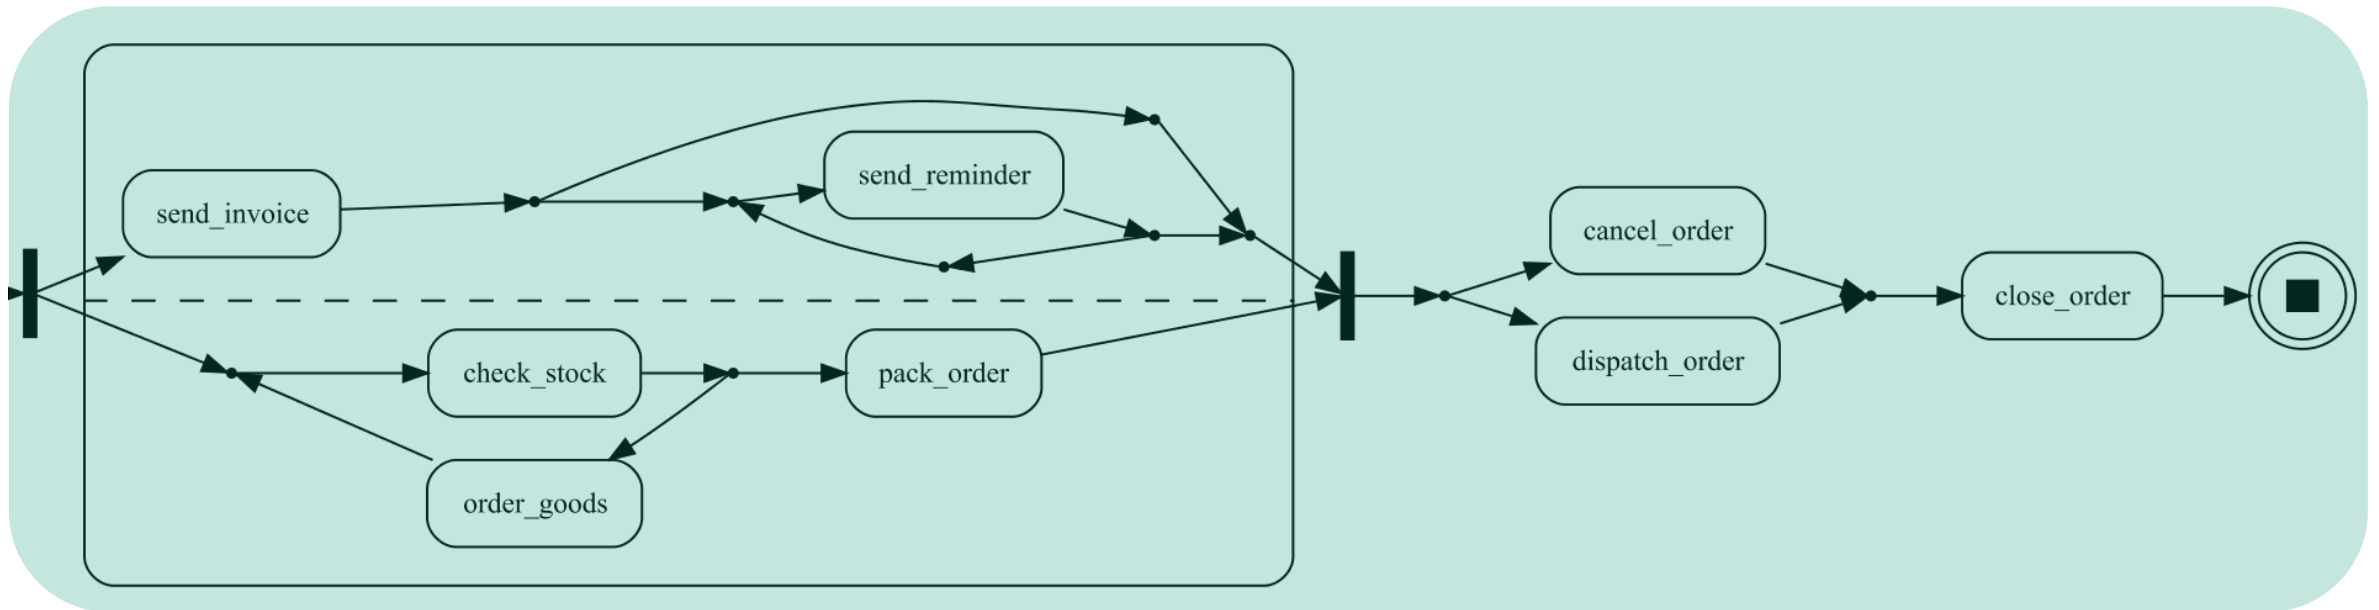 send_invoice
send_reminder
check_stock
pack_order
order_goods
cancel_order
dispatch_order
close_order